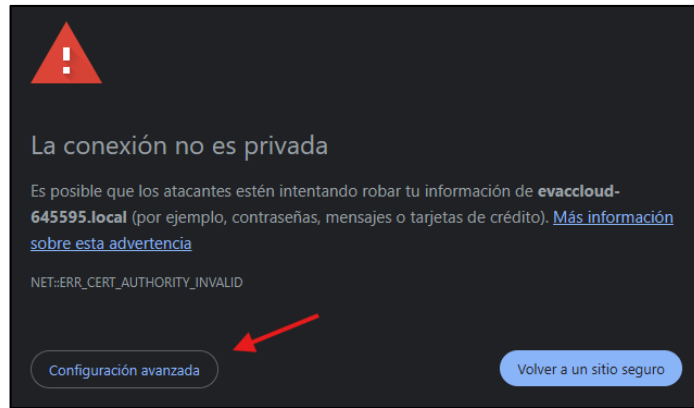 La conexión no es privada
Es posible que los atacantes estén intentando robar tu información de evaccloud-
645595.local (por ejemplo, contraseñas, mensajes o tarjetas de crédito). Más información
sobre esta advertencia
NET::ERR_CERT_AUTHORITY_INVALID
Configuración avanzada
Volver a un sitio seguro